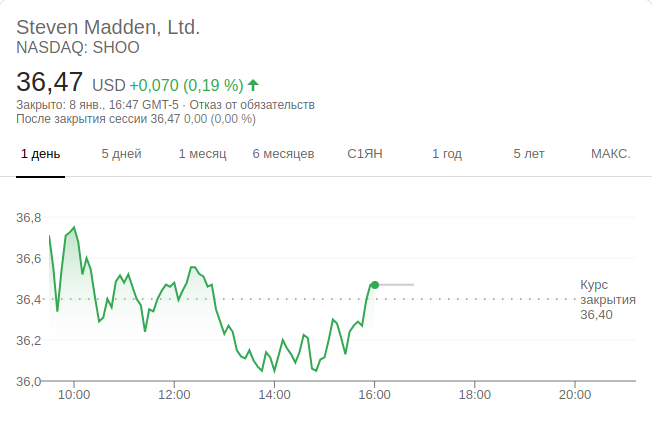 Steven Madden, Ltd.
NASDAQ: SHOO
36,47 USD +0,070 (0,19 %)
Закрыто: 8 янв., 16:47 GMT-5 · Отказ от обязательств
После закрытия сессии 36,47 0,00 (0,00 %)
1 день 5 дней 1 месяц 6 месяцев С1ЯН 1 год 5 лет МАКС.
36,8
36,6
36,4
36,2
36,0
Курс
закрытия
36,40
10:00 12:00 14:00 16:00 18:00 20:00